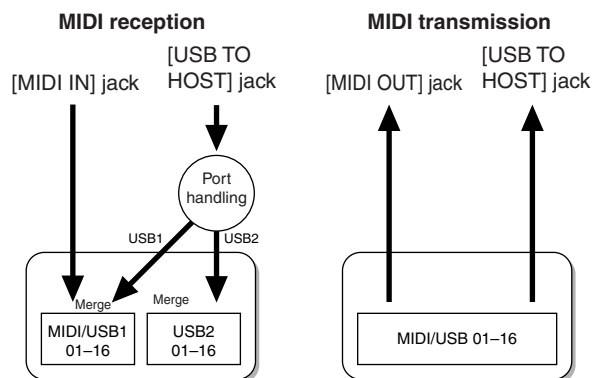 MIDI reception
[MIDI IN] jack
[USB TO
HOST] jack
Port
handling
USB1
USB2
Merge
Merge
MIDI/USB1
01–16
USB2
01–16
MIDI transmission
[MIDI OUT] jack
[USB TO
HOST] jack
MIDI/USB 01–16